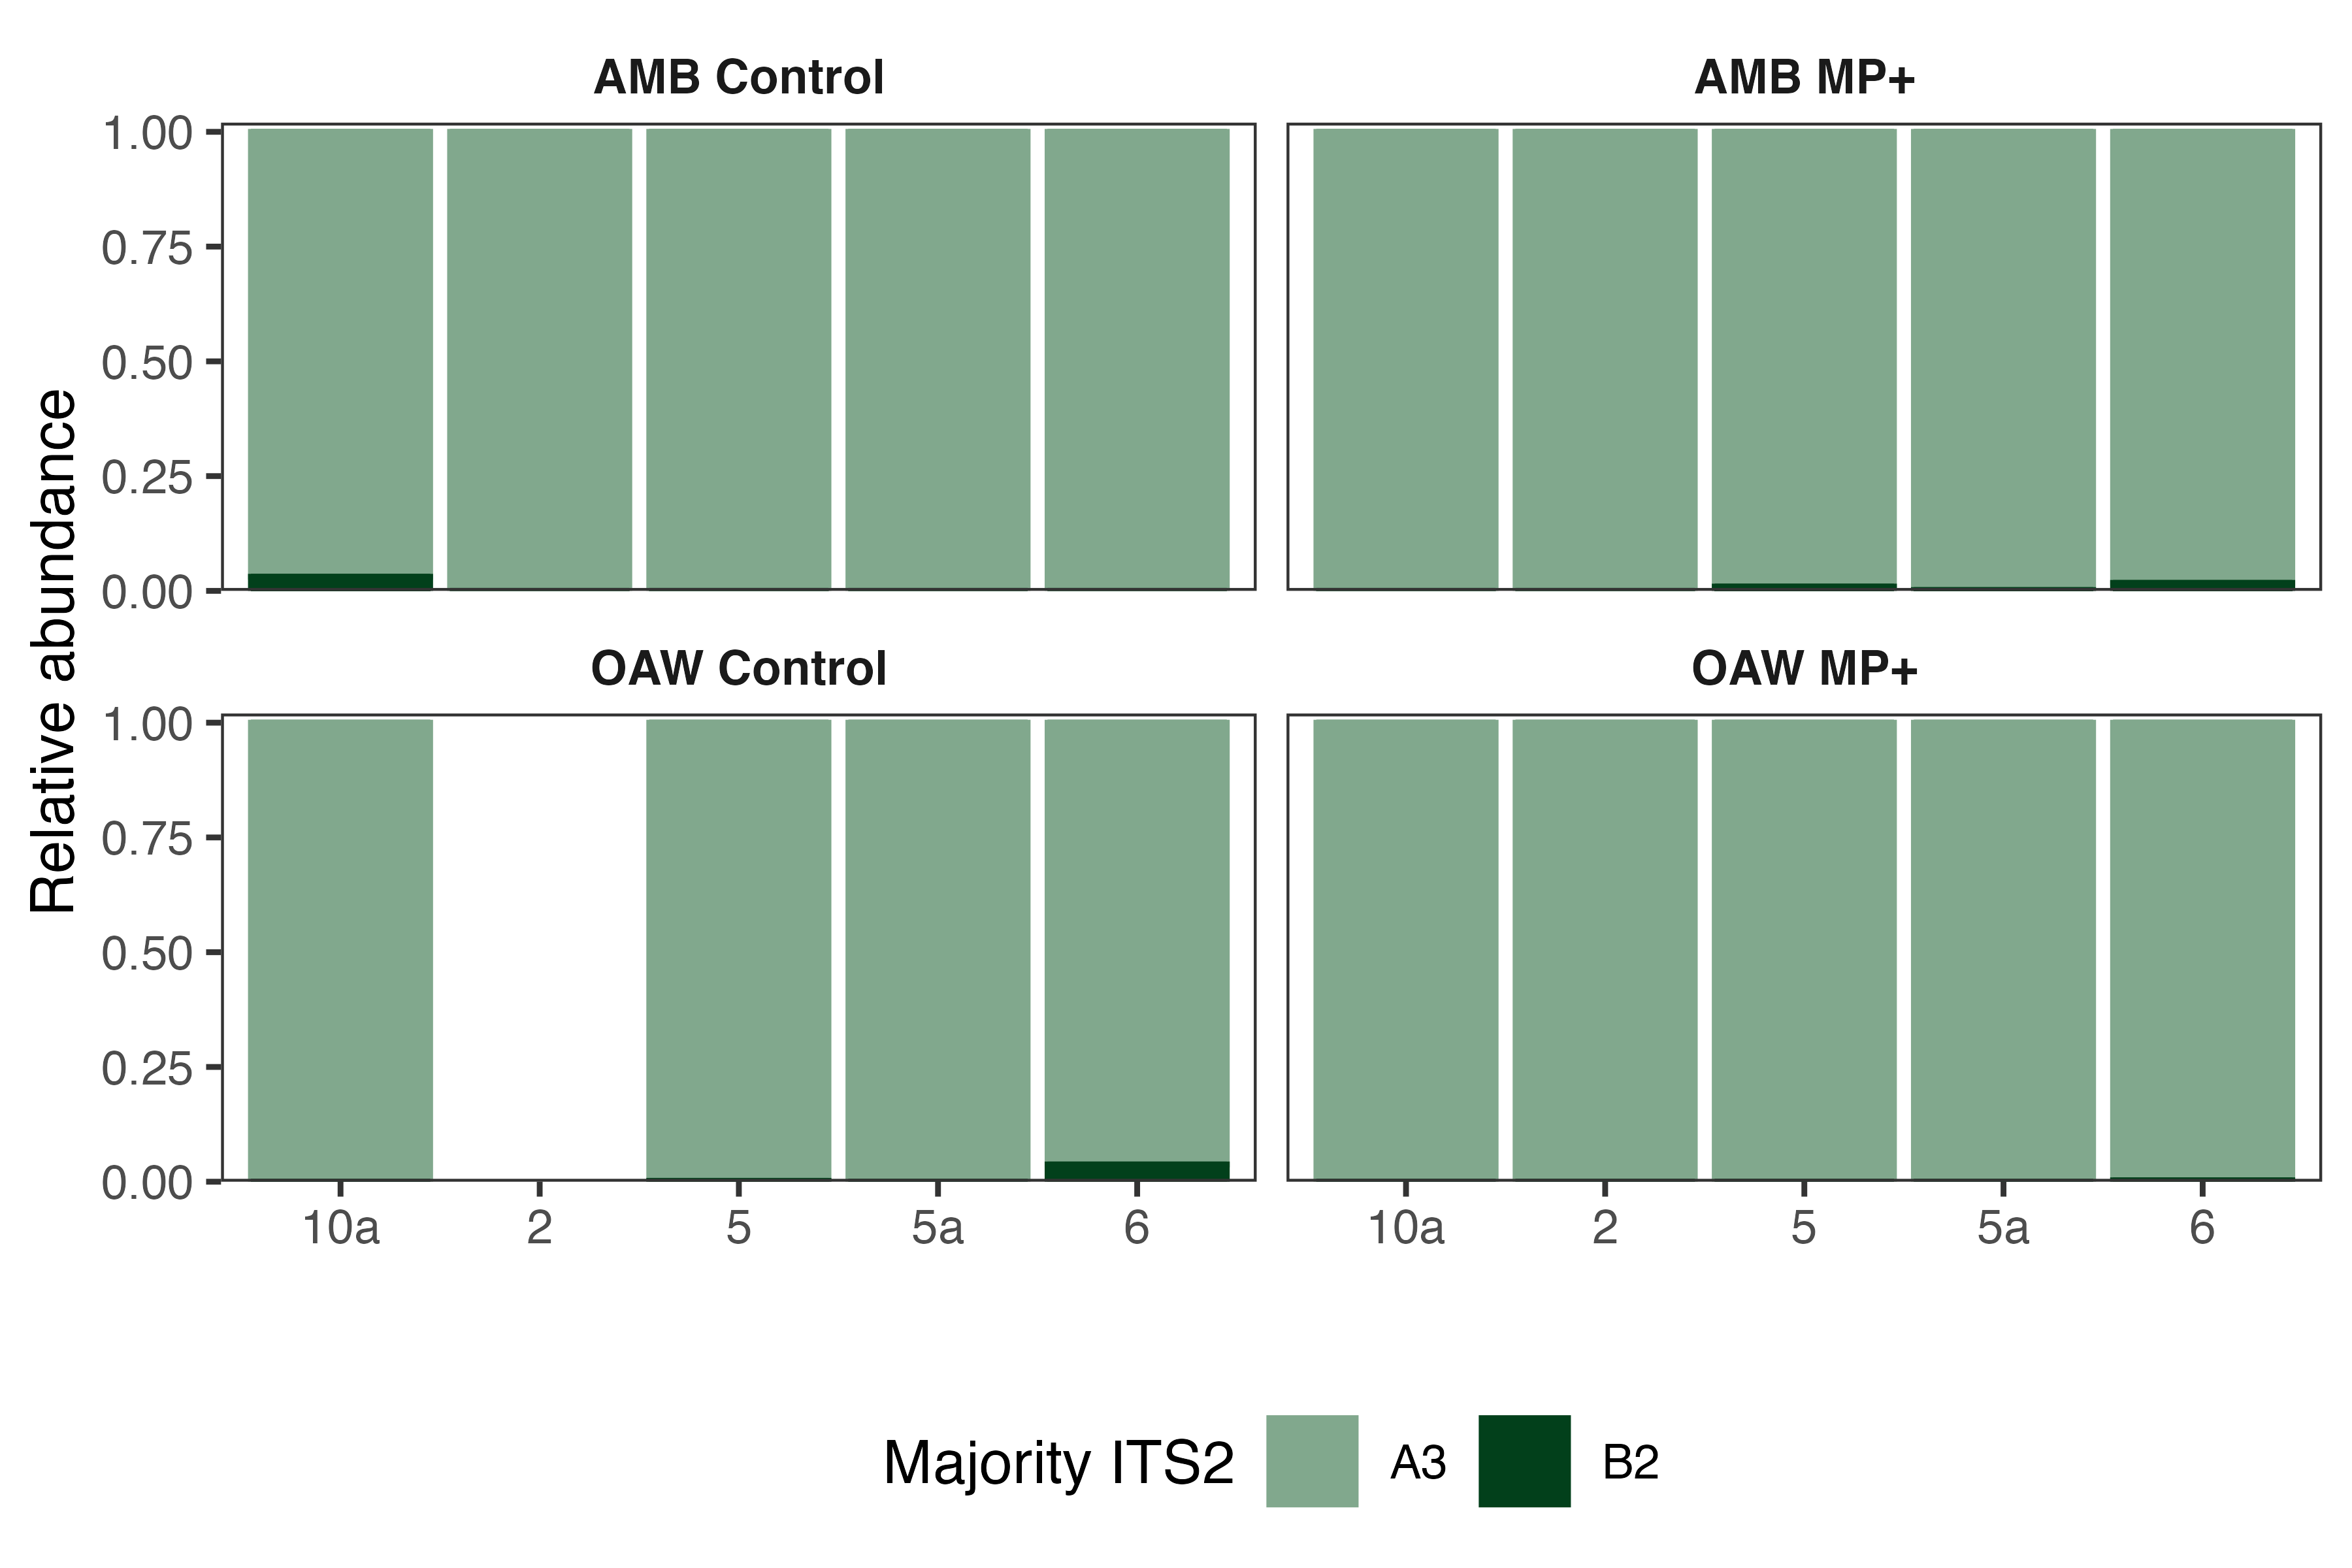 AMB Control
AMB MP+
1.00
0.75
0.50
0.25
0.00
Relative abundance
OAW Control
OAW MP+
1.00
0.75
0.50
0.25
0.00
10a 2 5 5a 6
10a 2 5 5a 6
Majority ITS2 A3 B2